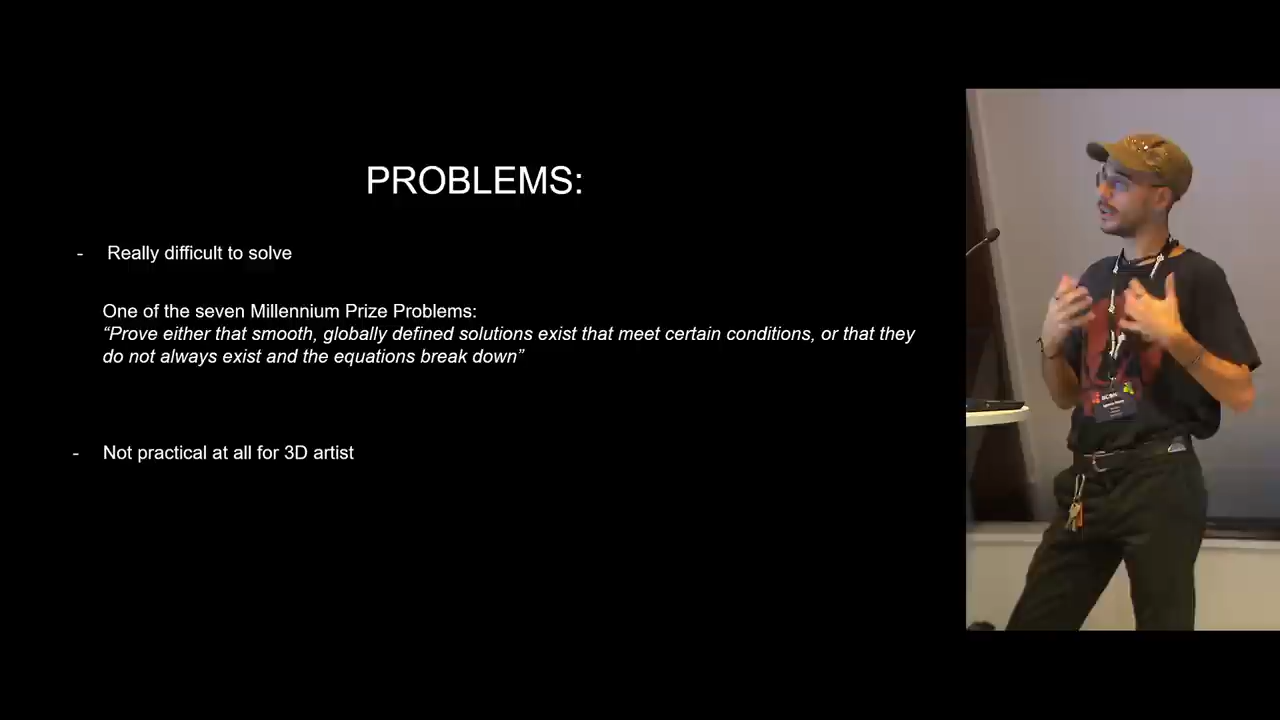 PROBLEMS:
- Really difficult to solve
One of the seven Millennium Prize Problems:
“Prove either that smooth, globally defined solutions exist that meet certain conditions, or that they
do not always exist and the equations break down”
- Not practical at all for 3D artist